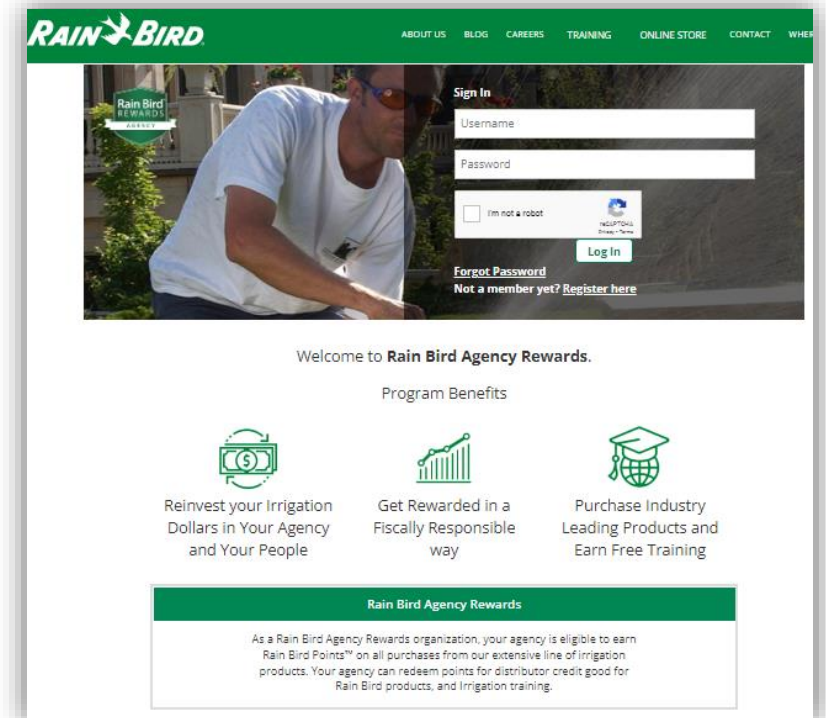 RAIN BIRD
ABOUT US BLOG CAREERS TRAINING ONLINE STORE CONTACT WHER
Rain Bird
REWARDS
AGENCY
Sign In
Username
Password
I'm not a robot
reCAPTCHA
Privacy - Terms
Log In
Forgot Password
Not a member yet? Register here
Welcome to Rain Bird Agency Rewards.
Program Benefits
Reinvest your Irrigation
Dollars in Your Agency
and Your People
Get Rewarded in a
Fiscally Responsible
way
Purchase Industry
Leading Products and
Earn Free Training
Rain Bird Agency Rewards
As a Rain Bird Agency Rewards organization, your agency is eligible to earn
Rain Bird Points™ on all purchases from our extensive line of irrigation
products. Your agency can redeem points for distributor credit good for
Rain Bird products, and Irrigation training.